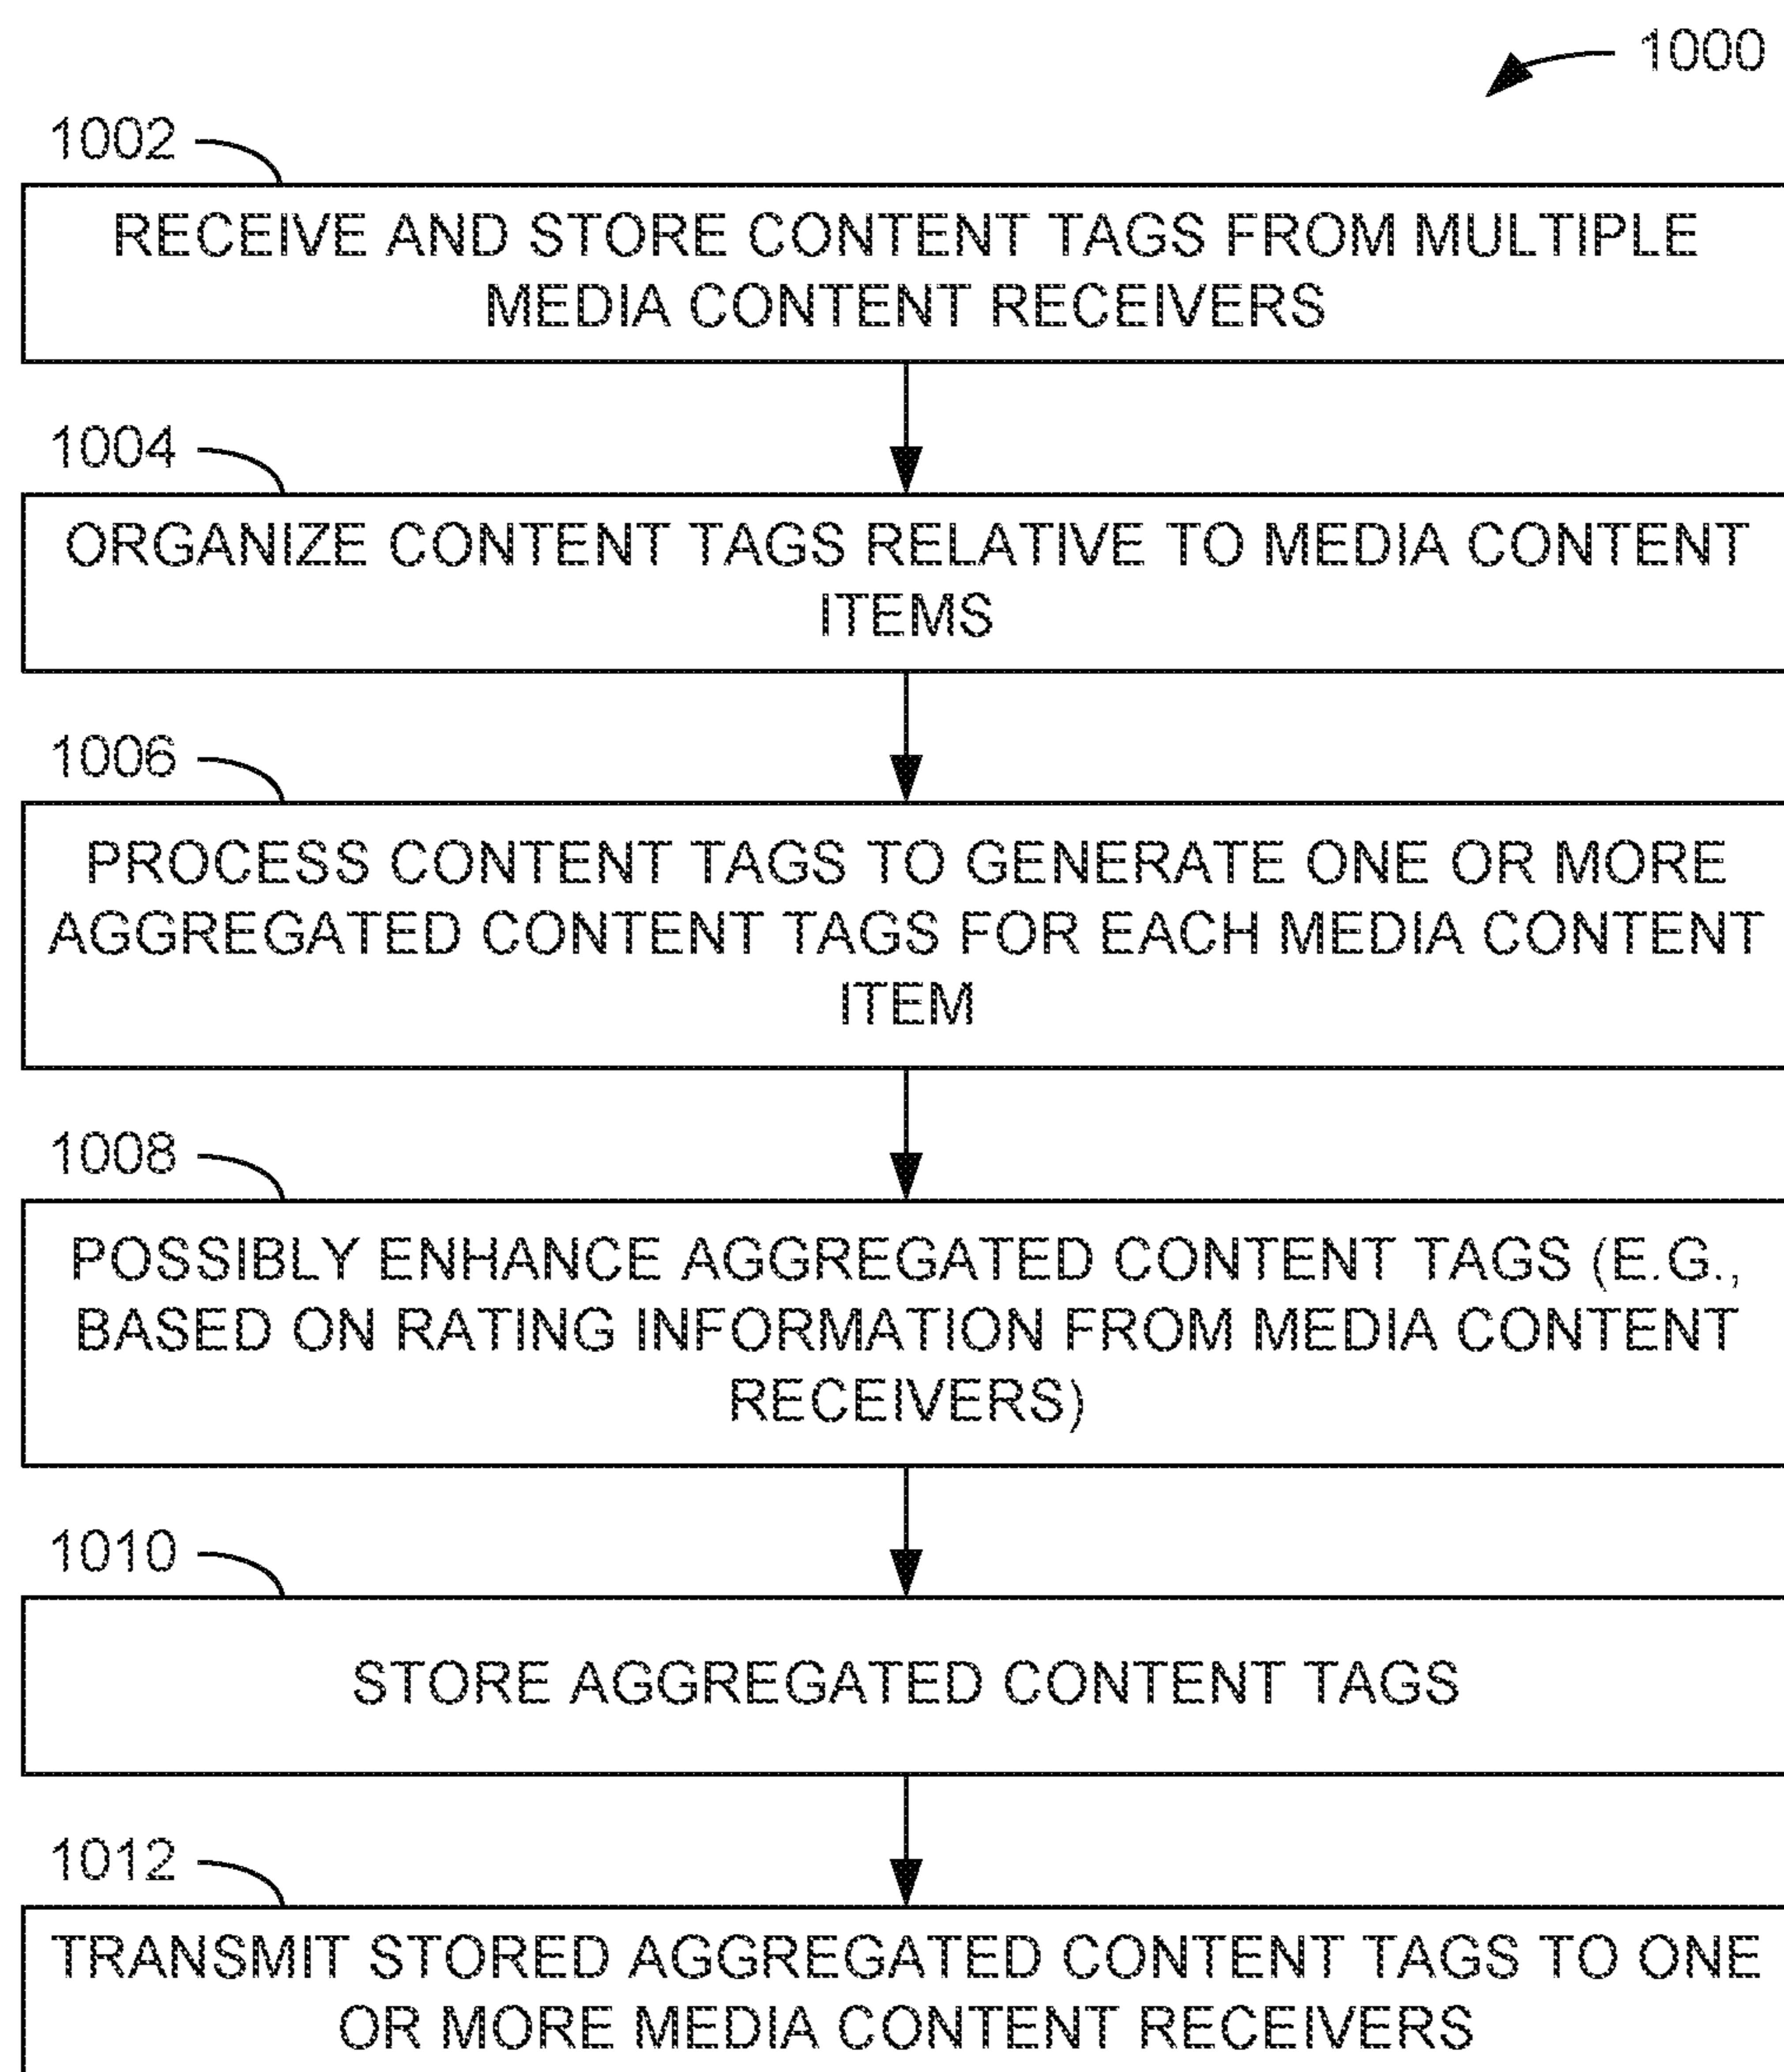 1000
1002
RECEIVE AND STORE CONTENT TAGS FROM MULTIPLE
MEDIA CONTENT RECEIVERS
1004
ORGANIZE CONTENT TAGS RELATIVE TO MEDIA CONTENT
ITEMS
1006
PROCESS CONTENT TAGS TO GENERATE ONE OR MORE
AGGREGATED CONTENT TAGS FOR EACH MEDIA CONTENT
ITEM
1008
POSSIBLY ENHANCE AGGREGATED CONTENT TAGS (E.G.,
BASED ON RATING INFORMATION FROM MEDIA CONTENT
RECEIVERS)
1010
STORE AGGREGATED CONTENT TAGS
1012
TRANSMIT STORED AGGREGATED CONTENT TAGS TO ONE
OR MORE MEDIA CONTENT RECEIVERS